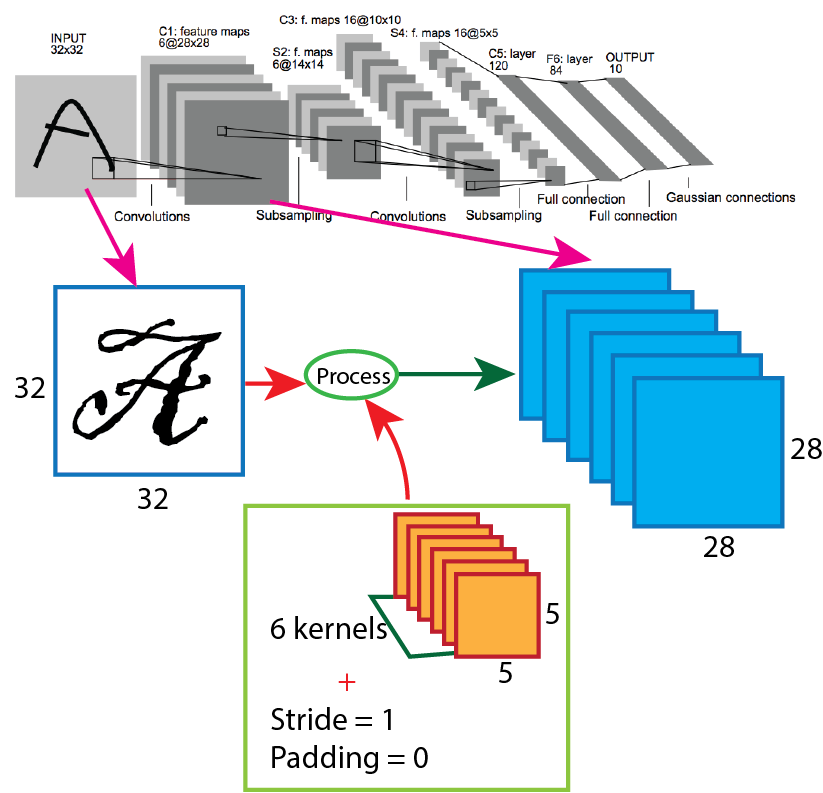 INPUT
32x32
C1: feature maps
6@28x28
C3: f. maps 16@10x10
S2: f. maps
6@14x14
S4: f. maps 16@5x5
C5: layer
120
F6: layer
84
OUTPUT
10
A
Convolutions
Subsampling
Convolutions
Subsampling
Full connection
Full connection
Gaussian connections
A
32
32
Process
28
28
6 kernels
5
5
+
Stride = 1
Padding = 0